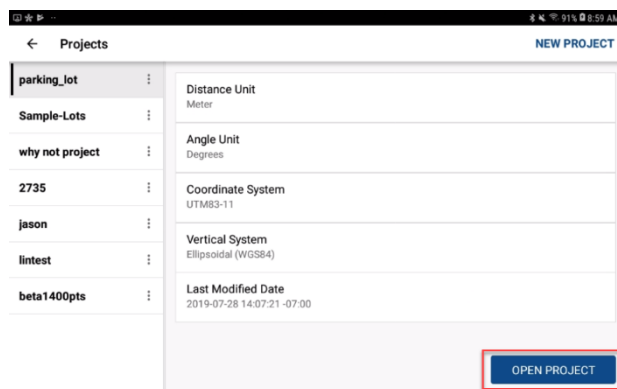 91% 8:59 AM
Projects
NEW PROJECT
parking_lot
Sample-Lots
why not project
2735
jason
lintest
beta1400pts
Distance Unit
Meter
Angle Unit
Degrees
Coordinate System
UTM83-11
Vertical System
Ellipsoidal (WGS84)
Last Modified Date
2019-07-28 14:07:21 -07:00
OPEN PROJECT